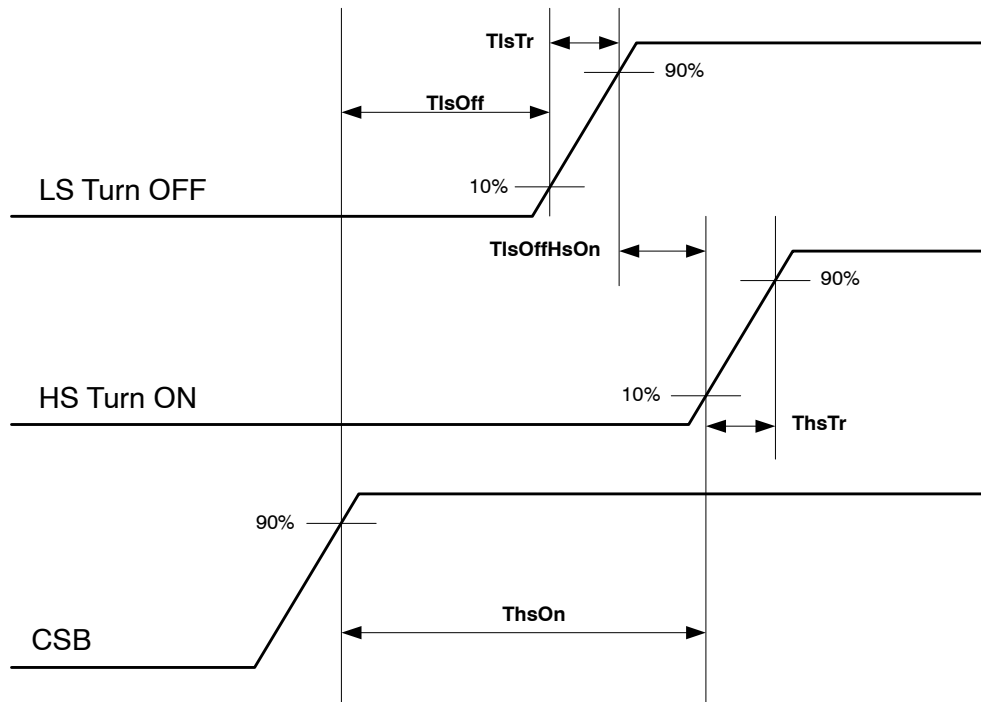 TlsTr
90%
TlsOff
10%
LS Turn OFF
TlsOffHsOn
90%
10%
HS Turn ON
ThsTr
90%
ThsOn
CSB